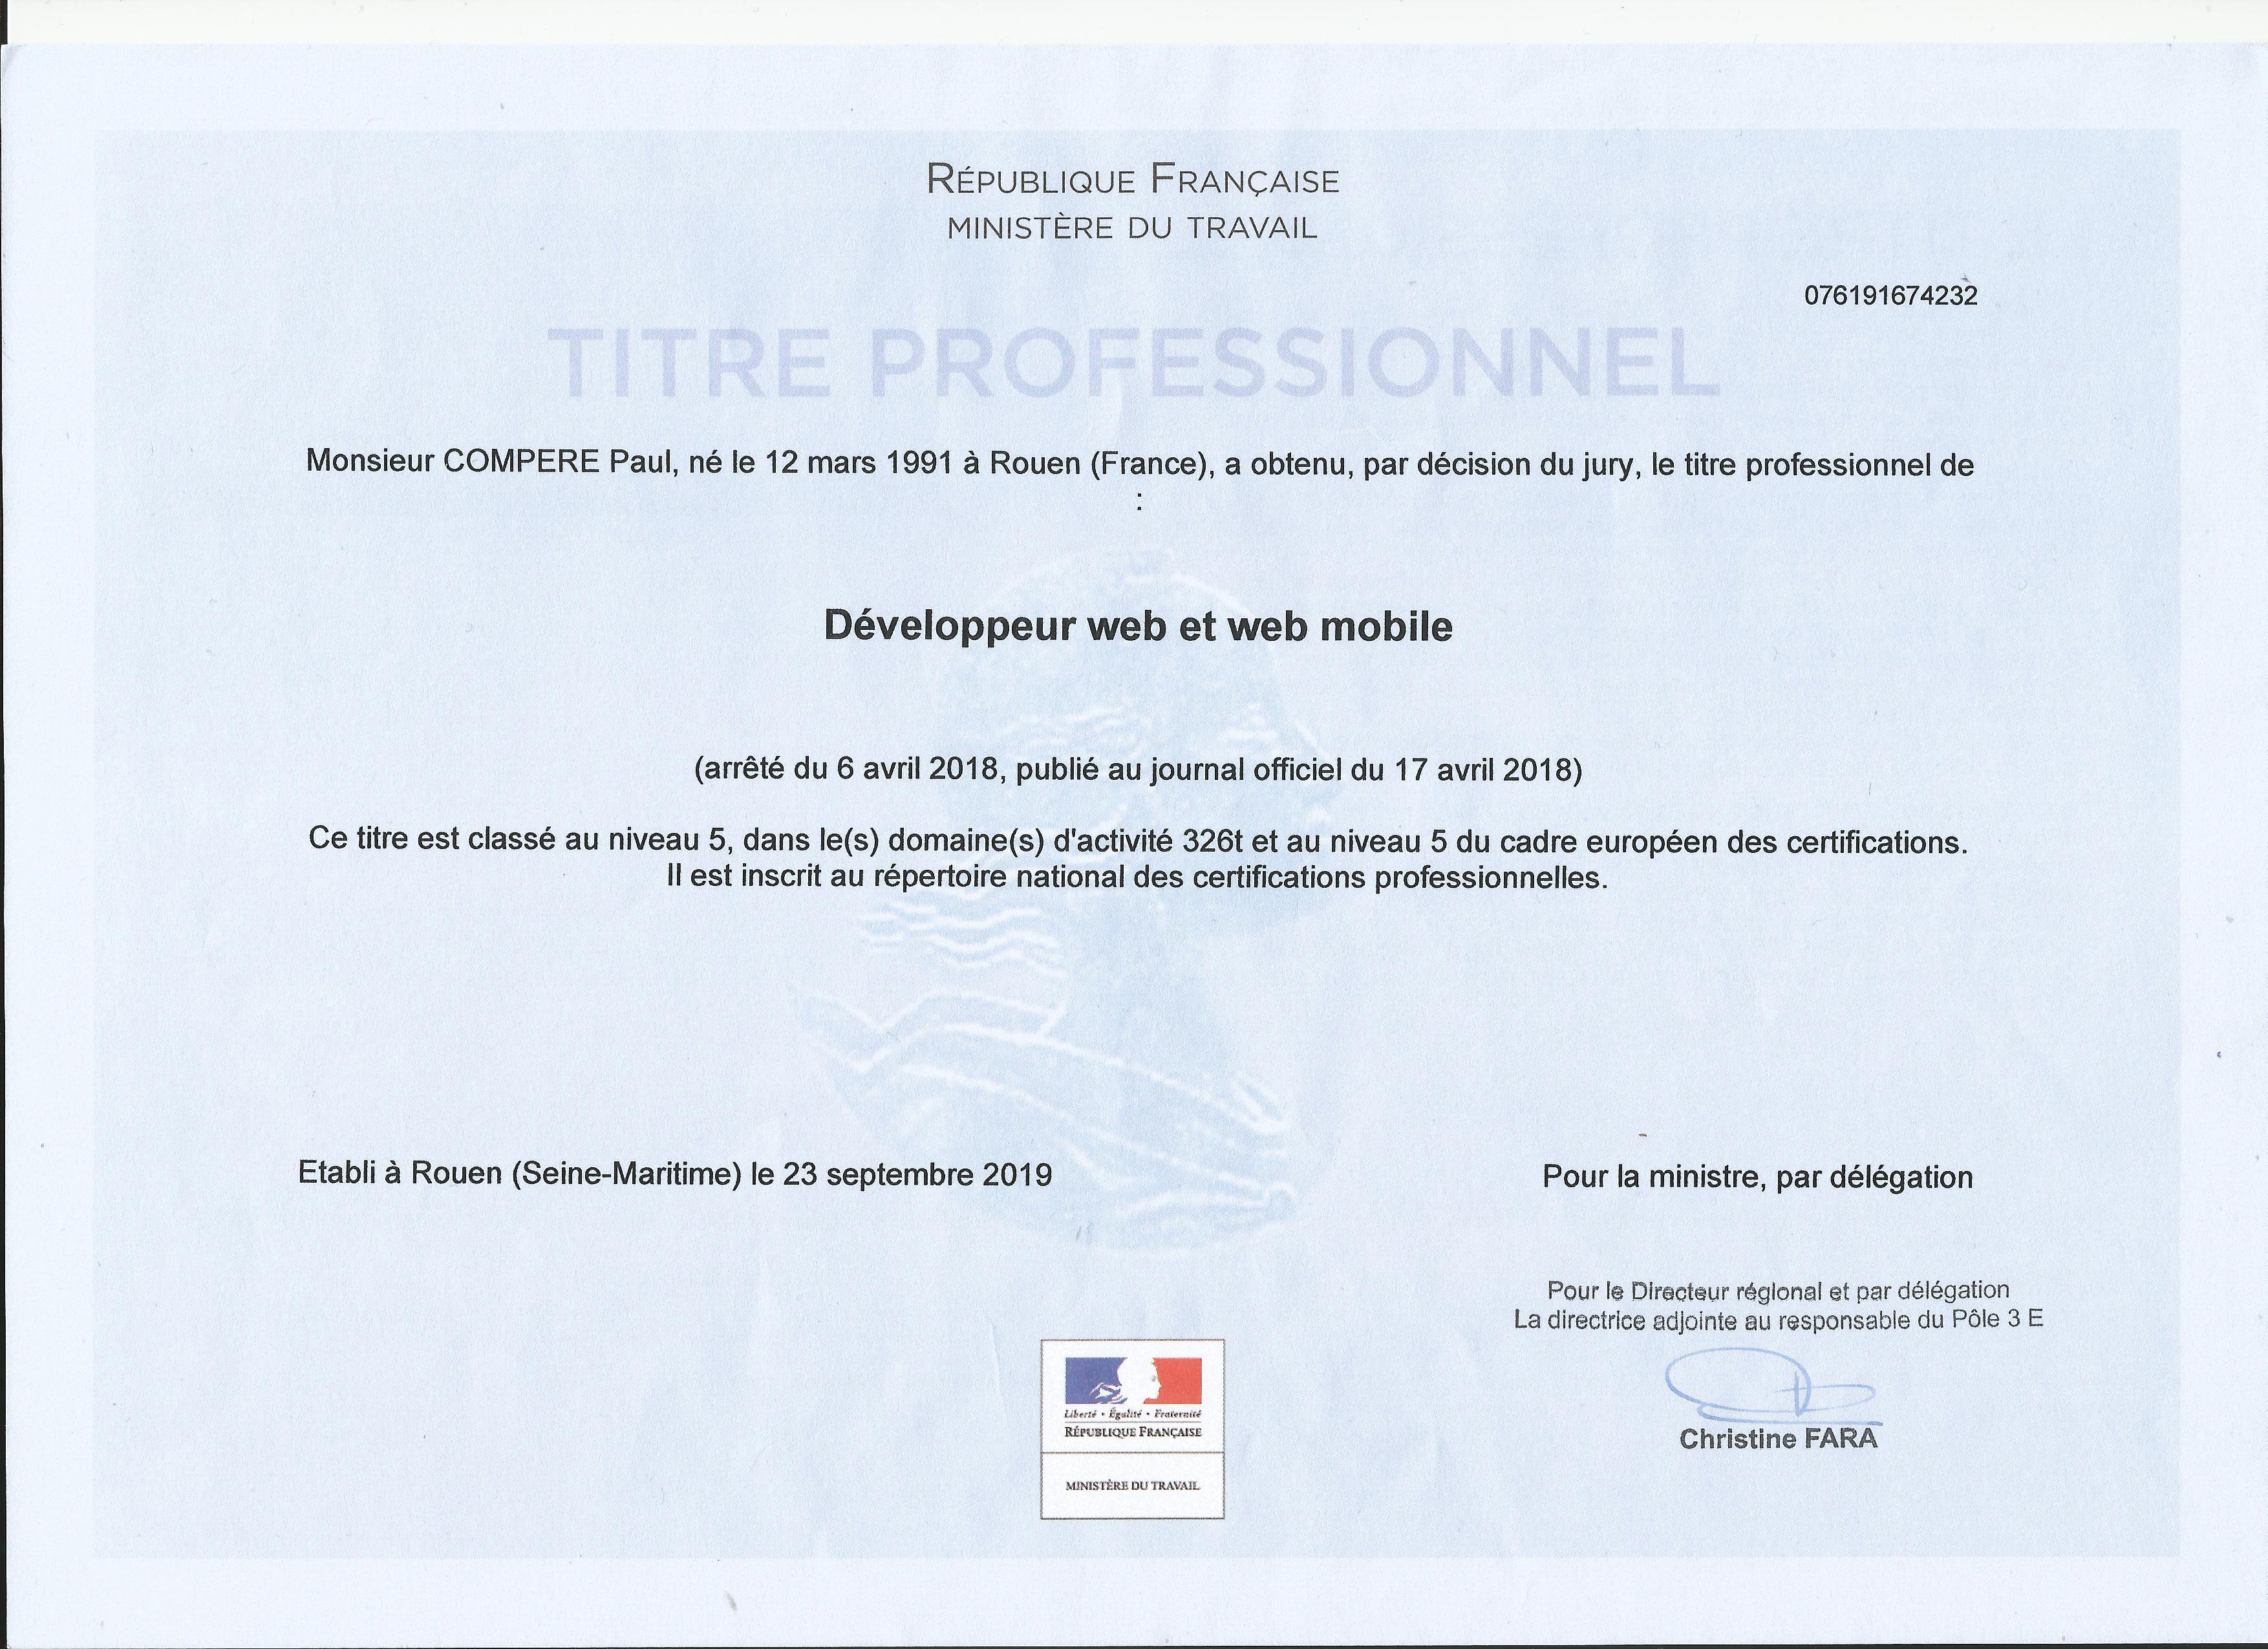 RÉPUBLIQUE FRANÇAISE
MINISTÈRE DU TRAVAIL
076191674232
TITRE PROFESSIONNEL
Monsieur COMPERE Paul, né le 12 mars 1991 à Rouen (France), a obtenu, par décision du jury, le titre professionnel de
:
Développeur web et web mobile
(arrêté du 6 avril 2018, publié au journal officiel du 17 avril 2018)
Ce titre est classé au niveau 5, dans le(s) domaine(s) d'activité 326t et au niveau 5 du cadre européen des certifications.
Il est inscrit au répertoire national des certifications professionnelles.
Etabli à Rouen (Seine-Maritime) le 23 septembre 2019
Pour la ministre, par délégation
Pour le Directeur régional et par délégation
La directrice adjointe au responsable du Pôle 3 E
Christine FARA
Liberté • Égalité • Fraternité
RÉPUBLIQUE FRANÇAISE
MINISTÈRE DU TRAVAIL